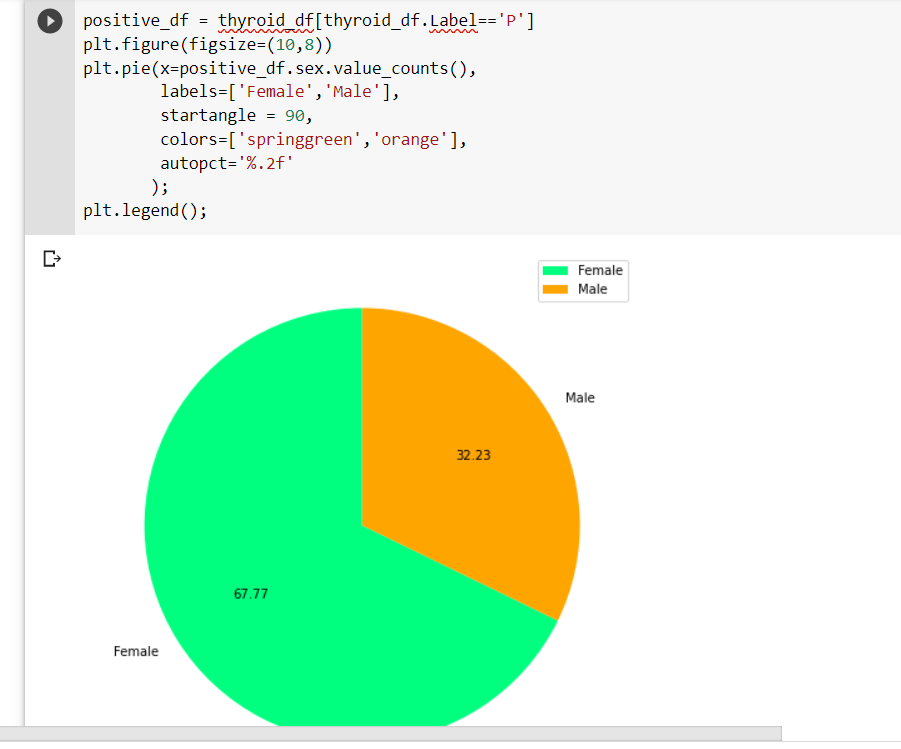 positive_df = thyroid_df[thyroid_df.Label=='P']
plt.figure(figsize=(10,8))
plt.pie(x=positive_df.sex.value_counts(),
        labels=['Female','Male'],
        startangle = 90,
        colors=['springgreen','orange'],
        autopct='%.2f'
       );
plt.legend();
Female
Male
Male
32.23
67.77
Female